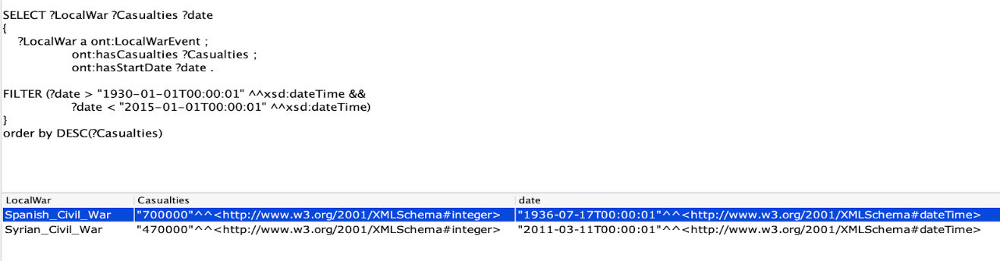 SELECT ?LocalWar ?Casualties ?date
{
?LocalWar a ont:LocalWarEvent ;
ont:hasCasualties ?Casualties ;
ont:hasStartDate ?date .
FILTER (?date > "1930-01-01T00:00:01" ^^xsd:dateTime &&
?date < "2015-01-01T00:00:01" ^^xsd:dateTime)
}
order by DESC(?Casualties)
LocalWar Casualties date
Spanish_Civil_War "700000"^^<http://www.w3.org/2001/XMLSchema#integer> "1936-07-17T00:00:01"^^<http://www.w3.org/2001/XMLSchema#dateTime>
Syrian_Civil_War "470000"^^<http://www.w3.org/2001/XMLSchema#integer> "2011-03-11T00:00:01"^^<http://www.w3.org/2001/XMLSchema#dateTime>